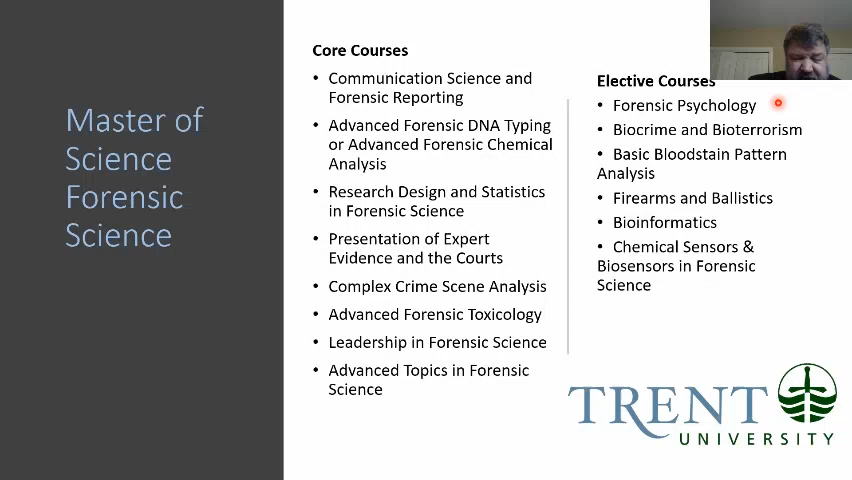 Master of
Science
Forensic
Science
Core Courses
• Communication Science and
Forensic Reporting
• Advanced Forensic DNA Typing
or Advanced Forensic Chemical
Analysis
• Research Design and Statistics
in Forensic Science
• Presentation of Expert
Evidence and the Courts
• Complex Crime Scene Analysis
• Advanced Forensic Toxicology
• Leadership in Forensic Science
• Advanced Topics in Forensic
Science
Elective Courses
• Forensic Psychology
• Biocrime and Bioterrorism
• Basic Bloodstain Pattern
Analysis
• Firearms and Ballistics
• Bioinformatics
• Chemical Sensors &
Biosensors in Forensic
Science
TRENT
UNIVERSITY